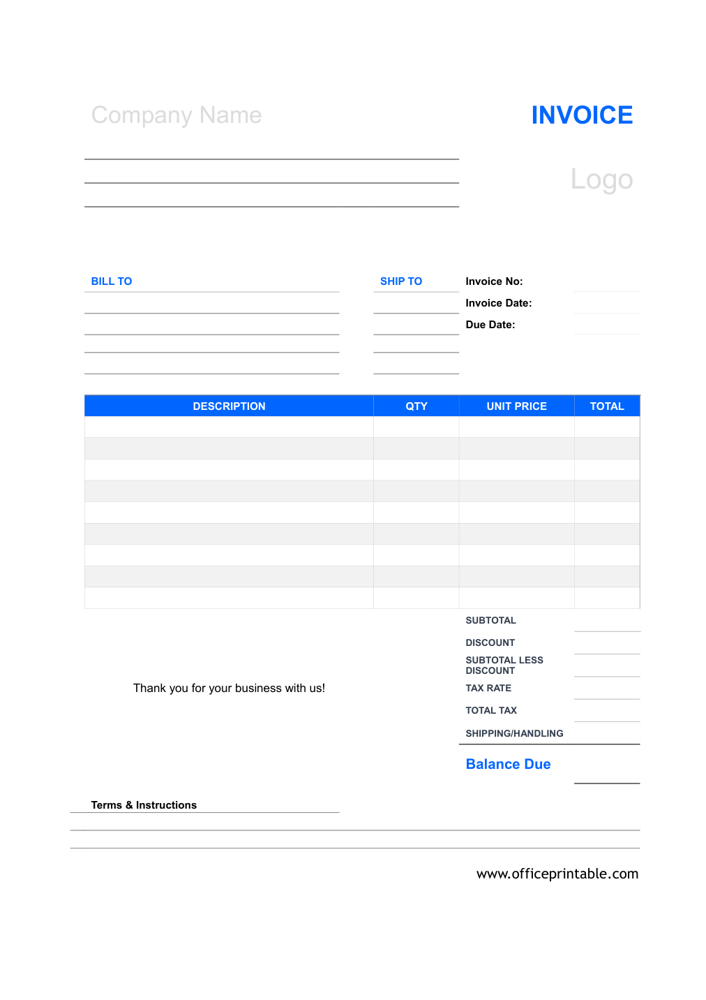 Company Name
INVOICE
Logo
BILL TO
SHIP TO
Invoice No:
Invoice Date:
Due Date:
DESCRIPTION QTY UNIT PRICE TOTAL
SUBTOTAL
DISCOUNT
SUBTOTAL LESS
DISCOUNT
Thank you for your business with us!
TAX RATE
TOTAL TAX
SHIPPING/HANDLING
Balance Due
Terms & Instructions
www.officeprintable.com